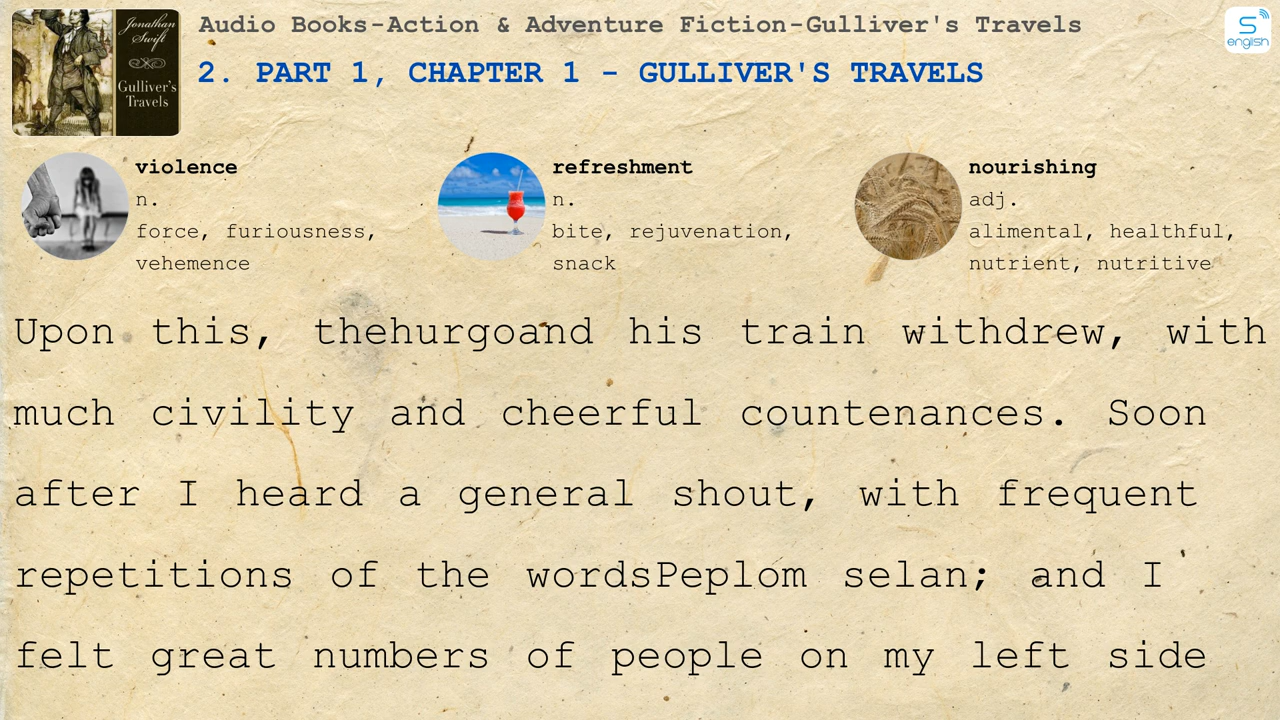 Jonathan
Swift
Gulliver's
Travels
Audio Books-Action & Adventure Fiction-Gulliver's Travels
2. PART 1, CHAPTER 1 - GULLIVER'S TRAVELS
S
english
violence
n.
force, furiousness,
vehemence
refreshment
n.
bite, rejuvenation,
snack
nourishing
adj.
alimental, healthful,
nutrient, nutritive
Upon this, thehurgoand his train withdrew, with
much civility and cheerful countenances. Soon
after I heard a general shout, with frequent
repetitions of the wordsPeplom selan; and I
felt great numbers of people on my left side